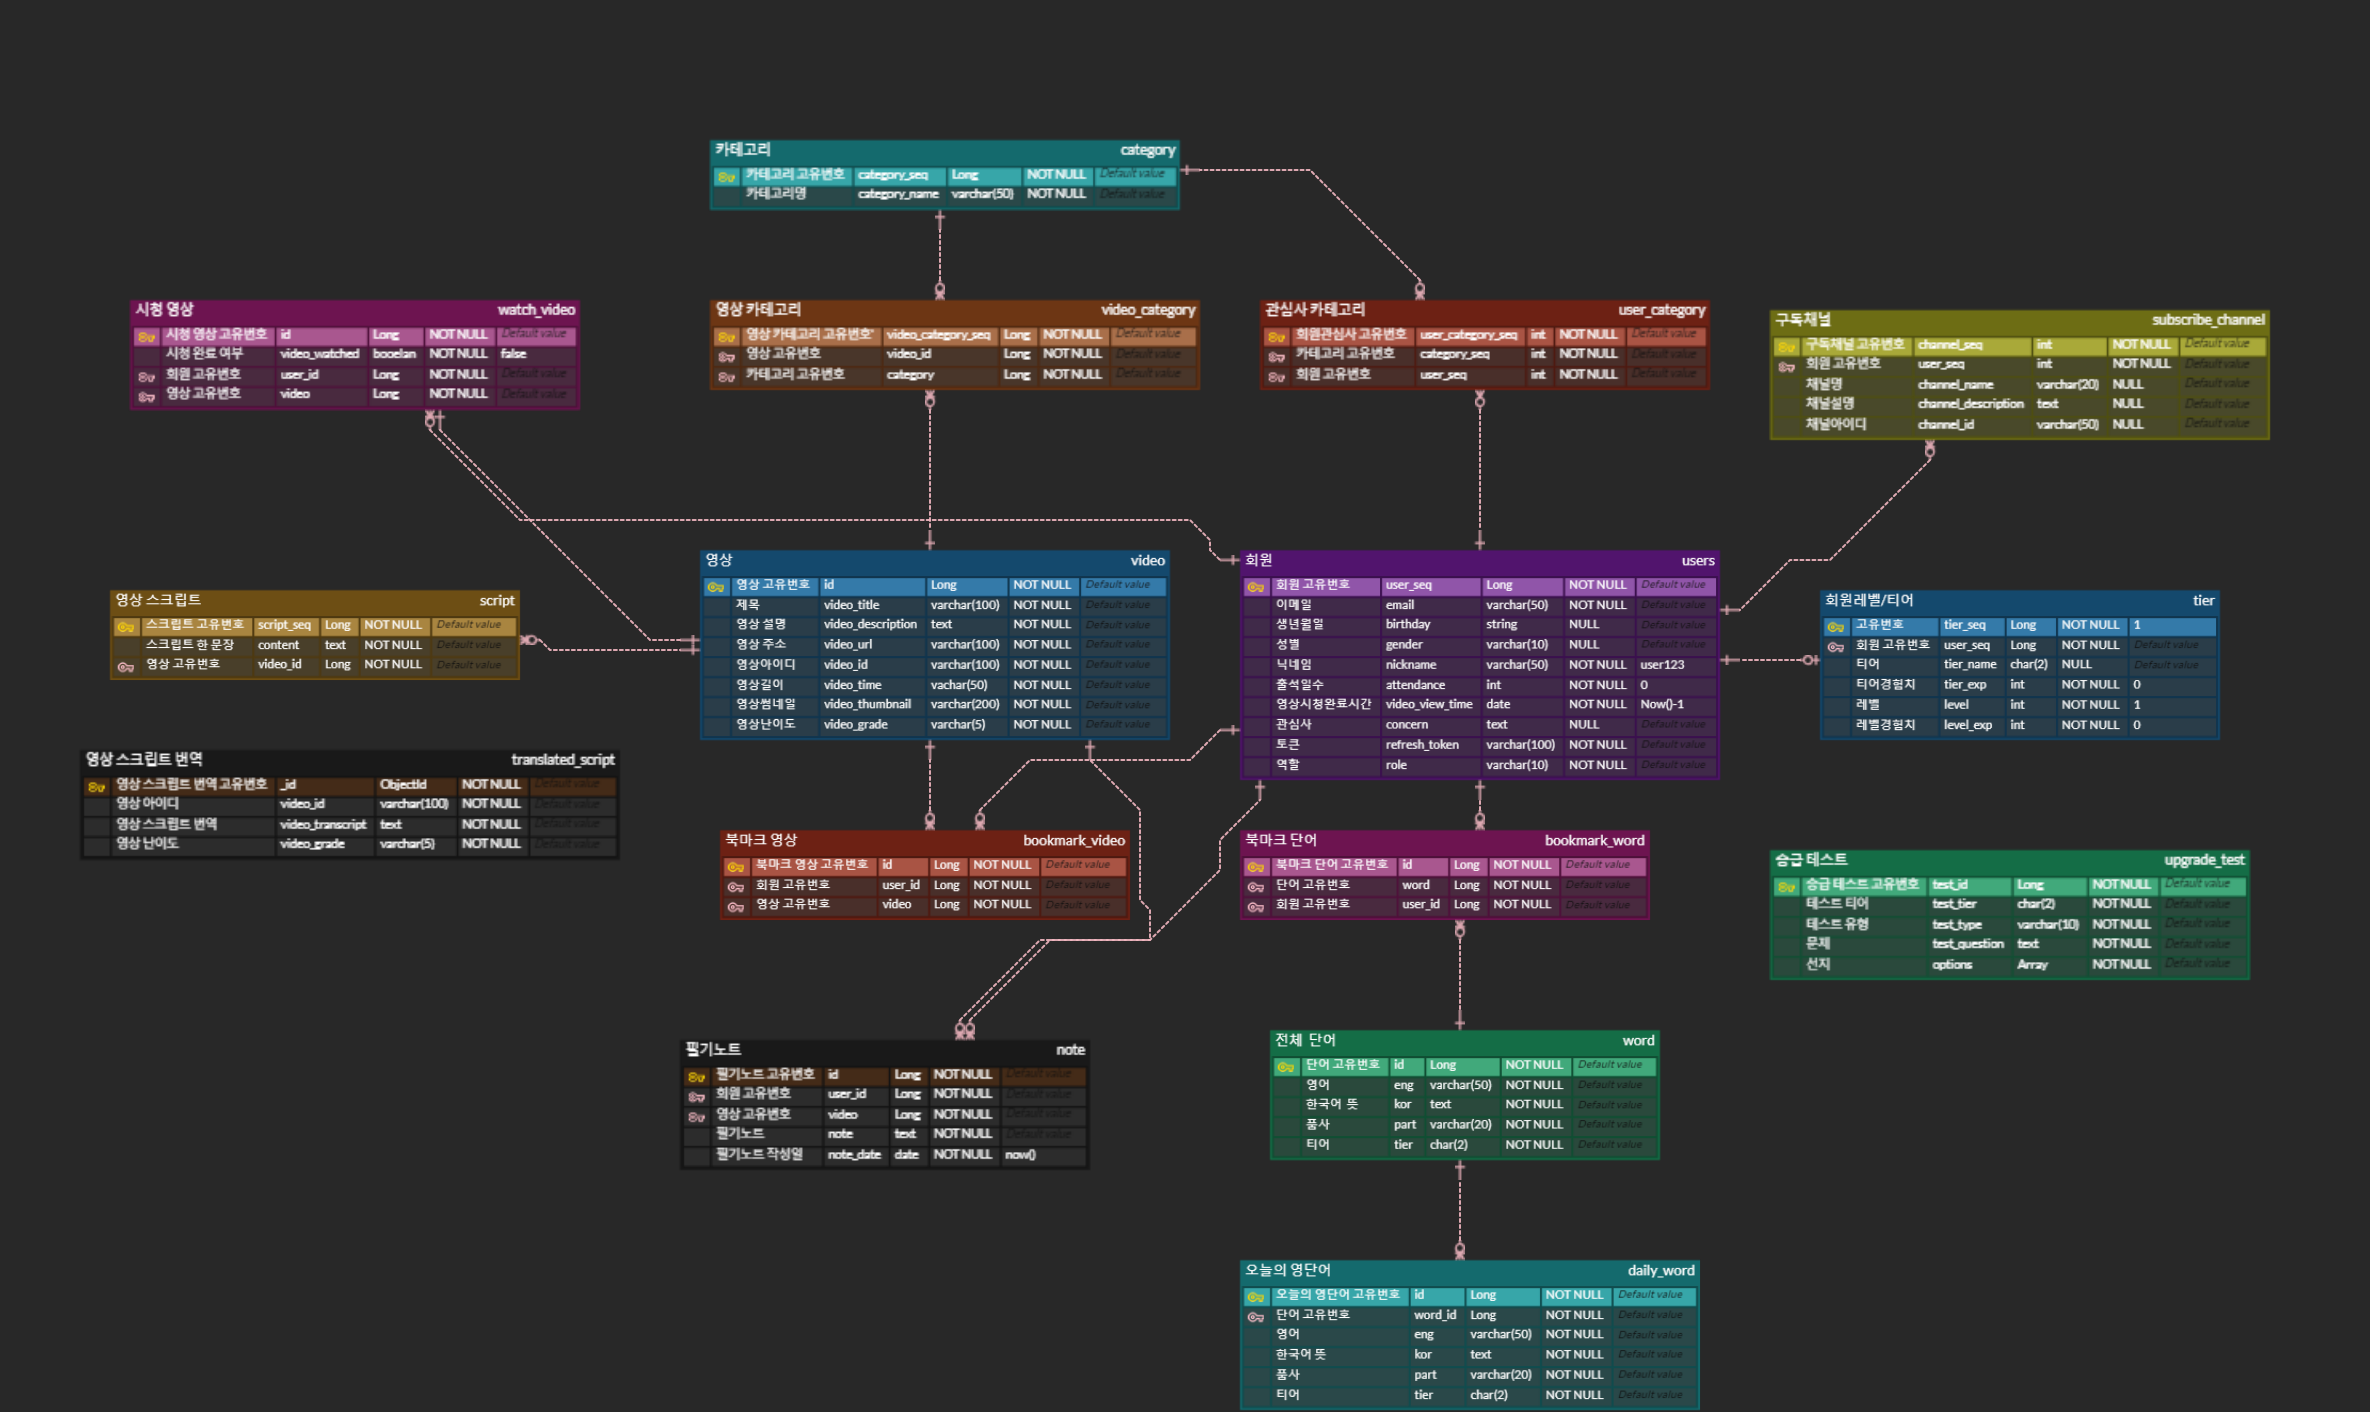 카테고리 category
카테고리 고유번호 category_seq Long NOT NULL Default value
카테고리명 category_name varchar(50) NOT NULL Default value
시청 영상 watch_video
시청 영상 고유번호 id Long NOT NULL Default value
시청 완료 여부 video_watched booelan NOT NULL false
회원 고유번호 user_id Long NOT NULL Default value
영상 고유번호 video Long NOT NULL Default value
영상 카테고리 video_category
영상 카테고리 고유번호" video_category_seq Long NOT NULL Default value
영상 고유번호 video_id Long NOT NULL Default value
카테고리 고유번호 category Long NOT NULL Default value
관심사 카테고리 user_category
회원관심사 고유번호 user_category_seq int NOT NULL Default value
카테고리 고유번호 category_seq int NOT NULL Default value
회원 고유번호 user_seq int NOT NULL Default value
구독채널 subscribe_channel
구독채널 고유번호 channel_seq int NOT NULL Default value
회원 고유번호 user_seq int NOT NULL Default value
채널명 channel_name varchar(20) NULL Default value
채널설명 channel_description text NULL Default value
채널아이디 channel_id varchar(50) NULL Default value
영상 스크립트 script
스크립트 고유번호 script_seq Long NOT NULL Default value
스크립트 한 문장 content text NOT NULL Default value
영상 고유번호 video_id Long NOT NULL Default value
영상 video
영상 고유번호 id Long NOT NULL Default value
제목 video_title varchar(100) NOT NULL Default value
영상 설명 video_description text NOT NULL Default value
영상 주소 video_url varchar(100) NOT NULL Default value
영상아이디 video_id varchar(100) NOT NULL Default value
영상길이 video_time vachar(50) NOT NULL Default value
영상썸네일 video_thumbnail varchar(200) NOT NULL Default value
영상난이도 video_grade varchar(5) NOT NULL Default value
회원 users
회원 고유번호 user_seq Long NOT NULL Default value
이메일 email varchar(50) NOT NULL Default value
생년월일 birthday string NULL Default value
성별 gender varchar(10) NULL Default value
닉네임 nickname varchar(50) NOT NULL user123
출석일수 attendance int NOT NULL 0
영상시청완료시간 video_view_time date NOT NULL Now()-1
관심사 concern text NULL Default value
토큰 refresh_token varchar(100) NOT NULL Default value
역할 role varchar(10) NOT NULL Default value
회원레벨/티어 tier
고유번호 tier_seq Long NOT NULL 1
회원 고유번호 user_seq Long NOT NULL Default value
티어 tier_name char(2) NULL Default value
티어경험치 tier_exp int NOT NULL 0
레벨 level int NOT NULL 1
레벨경험치 level_exp int NOT NULL 0
영상 스크립트 번역 translated_script
영상 스크립트 번역 고유번호 _id ObjectId NOT NULL Default value
영상 아이디 video_id varchar(100) NOT NULL Default value
영상 스크립트 번역 video_transcript text NOT NULL Default value
영상 난이도 video_grade varchar(5) NOT NULL Default value
북마크 영상 bookmark_video
북마크 영상 고유번호 id Long NOT NULL Default value
회원 고유번호 user_id Long NOT NULL Default value
영상 고유번호 video Long NOT NULL Default value
북마크 단어 bookmark_word
북마크 단어 고유번호 id Long NOT NULL Default value
단어 고유번호 word Long NOT NULL Default value
회원 고유번호 user_id Long NOT NULL Default value
승급 테스트 upgrade_test
승급 테스트 고유번호 test_id Long NOT NULL Default value
테스트 티어 test_tier char(2) NOT NULL Default value
테스트 유형 test_type varchar(10) NOT NULL Default value
문제 test_question text NOT NULL Default value
선지 options Array NOT NULL Default value
필기노트 note
필기노트 고유번호 id Long NOT NULL Default value
회원 고유번호 user_id Long NOT NULL Default value
영상 고유번호 video Long NOT NULL Default value
필기노트 note text NOT NULL Default value
필기노트 작성일 note_date date NOT NULL now()
전체 단어 word
단어 고유번호 id Long NOT NULL Default value
영어 eng varchar(50) NOT NULL Default value
한국어 뜻 kor text NOT NULL Default value
품사 part varchar(20) NOT NULL Default value
티어 tier char(2) NOT NULL Default value
오늘의 영단어 daily_word
오늘의 영단어 고유번호 id Long NOT NULL Default value
단어 고유번호 word_id Long NOT NULL Default value
영어 eng varchar(50) NOT NULL Default value
한국어 뜻 kor text NOT NULL Default value
품사 part varchar(20) NOT NULL Default value
티어 tier char(2) NOT NULL Default value